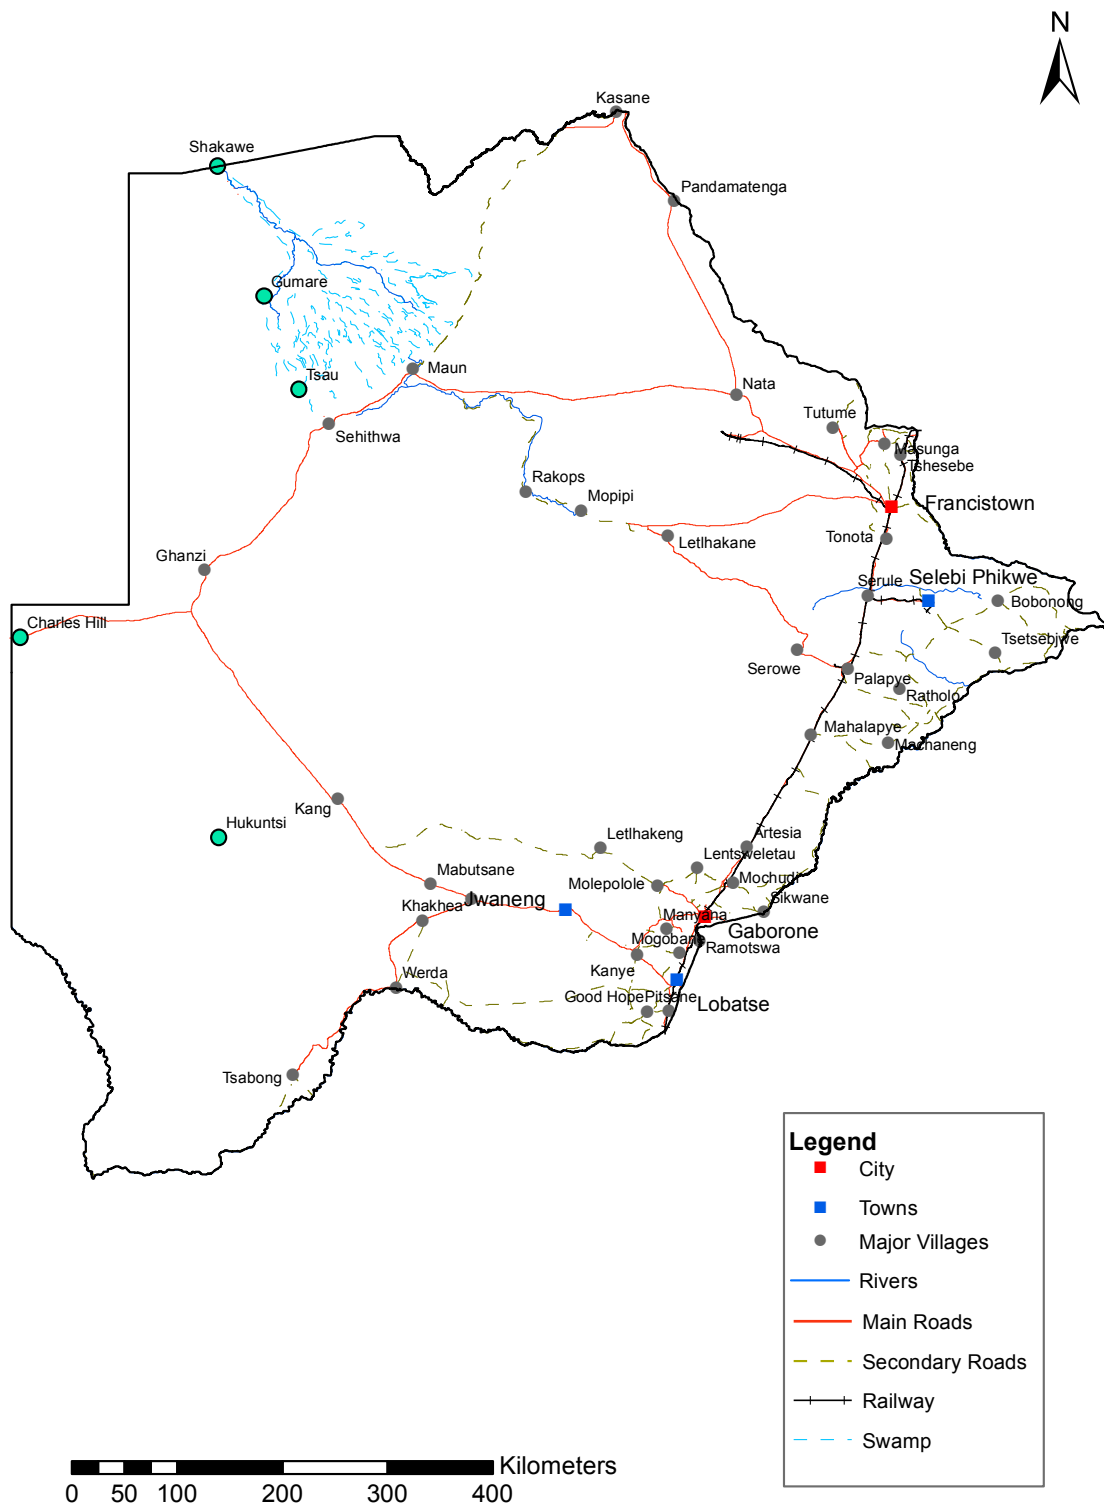 N
Kasane
Shakawe
Pandamatenga
Gumare
Maun
Tsau
Nata
Tutume
Sehithwa
Masunga
Tshesebe
Rakops
Mopipi
Francistown
Letlhakane
Tonota
Ghanzi
Serule
Selebi Phikwe
Bobonong
Charles Hill
Tsetsebjwe
Serowe
Palapye
Ratholo
Mahalapye
Machaneng
Kang
Hukuntsi
Letlhakeng
Artesia
Lentsweletau
Mabutsane
Molepolole
Mochudi
Jwaneng
Sikwane
Khakhea
Manyana
Gaborone
Mogobane
Ramotswa
Werda
Kanye
Good Hope
Pitsane
Lobatse
Tsabong
Legend
City
Towns
Major Villages
Rivers
Main Roads
Secondary Roads
Railway
Swamp
Kilometers
0 50 100 200 300 400